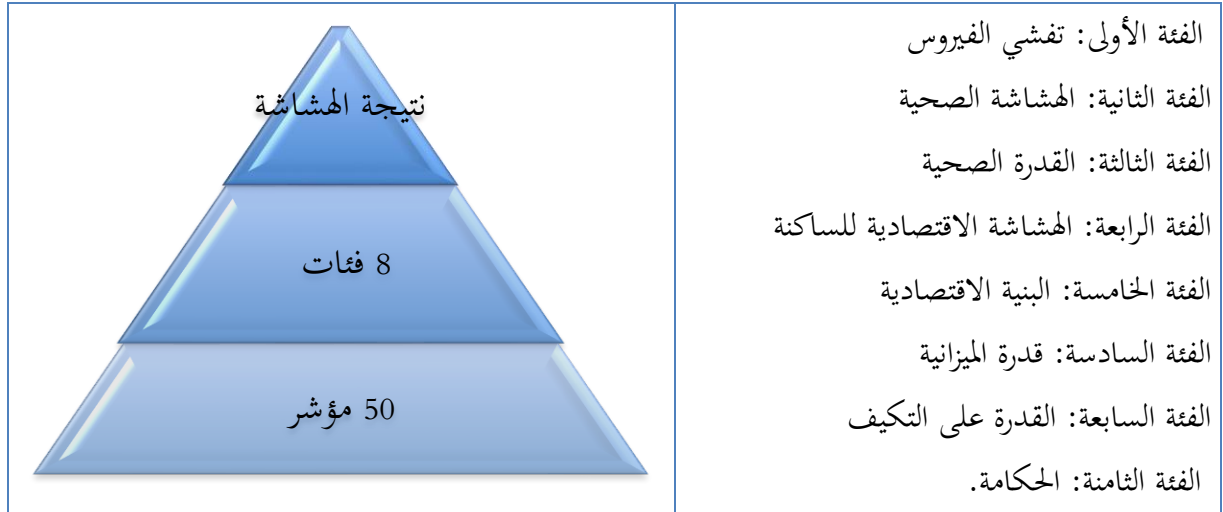 الفئة الأولى: تفشي الفيروس
الفئة الثانية: الهشاشة الصحية
الفئة الثالثة: القدرة الصحية
الفئة الرابعة: الهشاشة الاقتصادية للساكنة
الفئة الخامسة: البنية الاقتصادية
الفئة السادسة: قدرة الميزانية
الفئة السابعة: القدرة على التكيف
الفئة الثامنة: الحكامة.
نتيجة الهشاشة
8 فئات
50 مؤشر